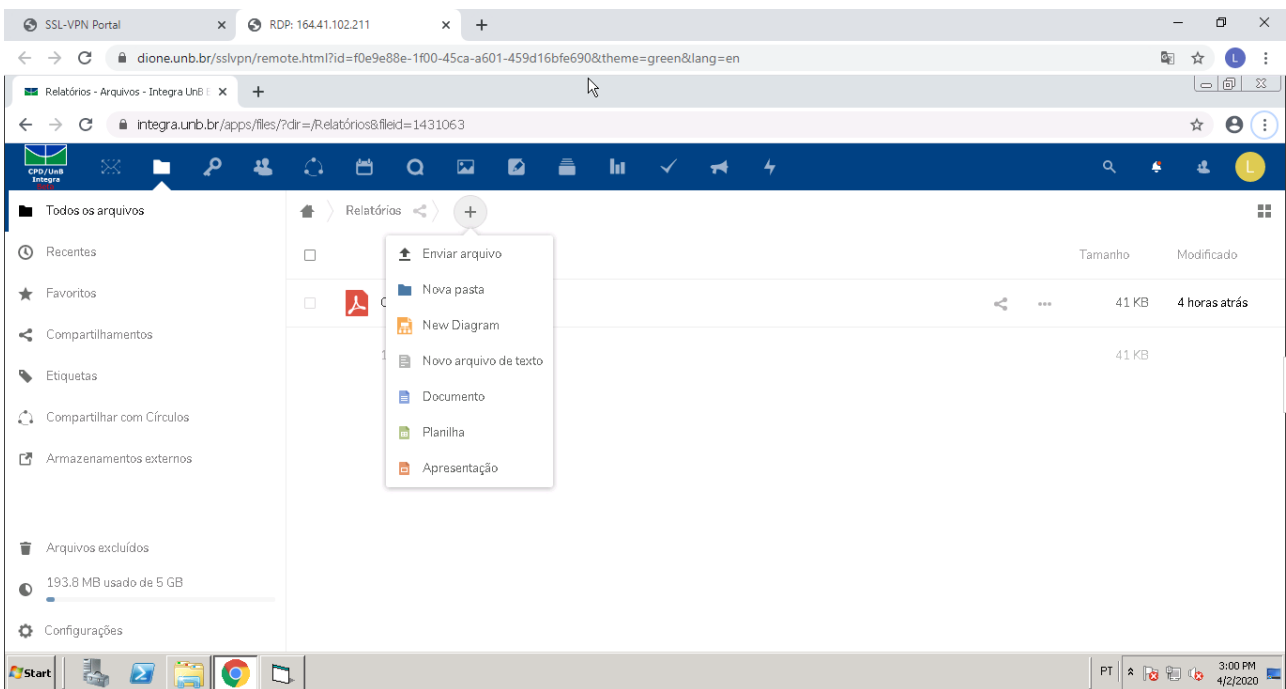 SSL-VPN Portal
RDP: 164.41.102.211
dione.unb.br/sslvpn/remote.html?id=f0e9e88e-1f00-45ca-a601-459d16bfe690&theme=green&lang=en
L
Relatórios - Arquivos - Integra UnB
integra.unb.br/apps/files/?dir=/Relatórios&fileid=1431063
CPD/UnB
Integra
L
Todos os arquivos
Recentes
Favoritos
Compartilhamentos
Etiquetas
Compartilhar com Círculos
Armazenamentos externos
Arquivos excluídos
193.8 MB usado de 5 GB
Configurações
Relatórios
Enviar arquivo
Nova pasta
New Diagram
Novo arquivo de texto
Documento
Planilha
Apresentação
Tamanho Modificado
41 KB 4 horas atrás
41 KB
Start
PT
3:00 PM
4/2/2020